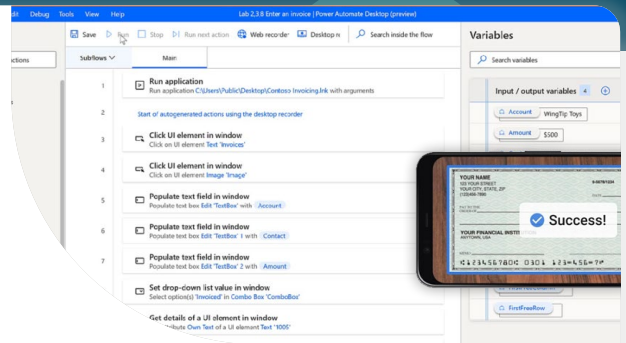 Edit Debug Tools View Help
Lab 2,3,8 Enter an invoice | Power Automate Desktop (preview)
Save Run Stop Run next action Web recorder Desktop Search inside the flow
Subflows Main
1 Run application
Run application C:\Users\Public\Desktop\Contoso Invoicing.lnk with arguments
2 Start of autogenerated actions using the desktop recorder
3 Click UI element in window
Click on UI element Text 'Invoices'
4 Click UI element in window
Click on UI element Image 'Image'
5 Populate text field in window
Populate text box Edit 'TextBox' with Account
6 Populate text field in window
Populate text box Edit 'TextBox' 1 with Contact
7 Populate text field in window
Populate text box Edit 'TextBox' 2 with Amount
Set drop-down list value in window
Select option(s) 'Invoiced' in Combo Box 'ComboBox'
Get details of a UI element in window
Own Text of a UI element Text '1005'
Variables
Search variables
Input / output variables 4
Account WingTip Toys
Amount $500
YOUR NAME
123 YOUR STREET
YOUR CITY, STATE, ZIP
Success!
YOUR FINANCIAL
ANYTOWN, USA
FirstFreeRow